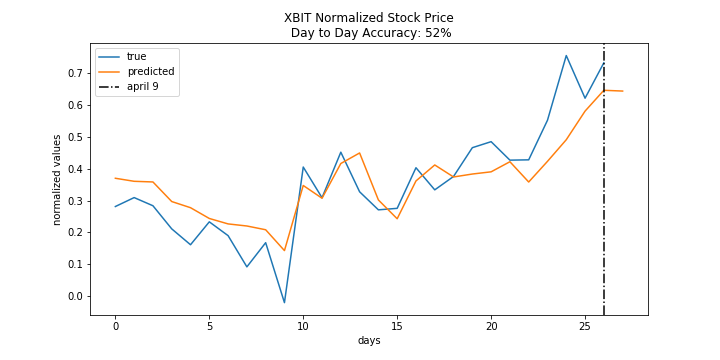 XBIT Normalized Stock Price
Day to Day Accuracy: 52%
true
predicted
april 9
normalized values
0.7
0.6
0.5
0.4
0.3
0.2
0.1
0.0
0
5
10
15
20
25
days